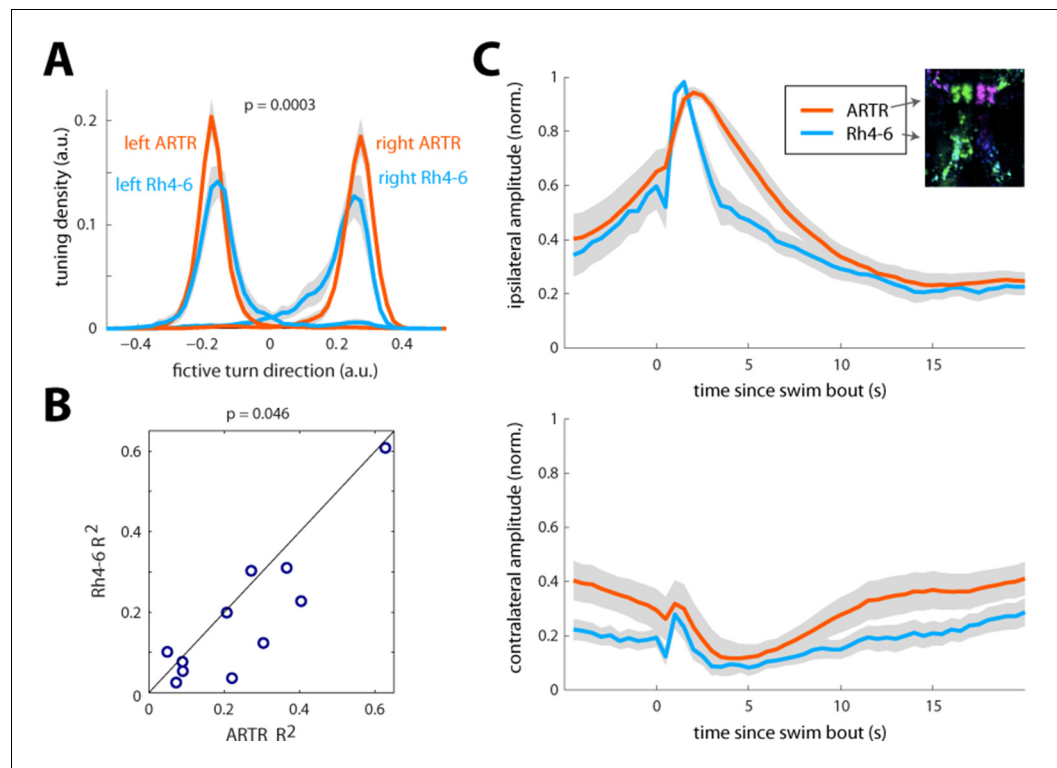 A
p = 0.0003
0.2
0.1
0
tuning density (a.u.)
left ARTR
right ARTR
left Rh4-6
right Rh4-6
−0.4
−0.2
0
0.2
0.4
fictive turn direction (a.u.)
B
p = 0.046
0.6
0.4
0.2
0
Rh4-6 R²
0
0.2
0.4
0.6
ARTR R²
C
1
0.8
0.6
0.4
0.2
0
ipsilateral amplitude (norm.)
ARTR
Rh4-6
0
5
10
15
time since swim bout (s)
1
0.8
0.6
0.4
0.2
0
contralateral amplitude (norm.)
0
5
10
15
time since swim bout (s)